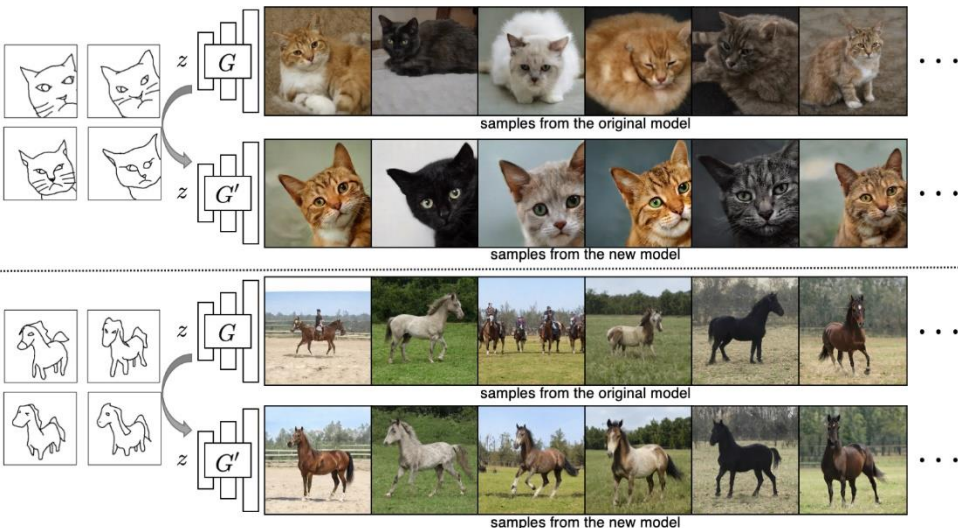 z G
samples from the original model
z G′
samples from the new model
z G
samples from the original model
z G′
samples from the new model